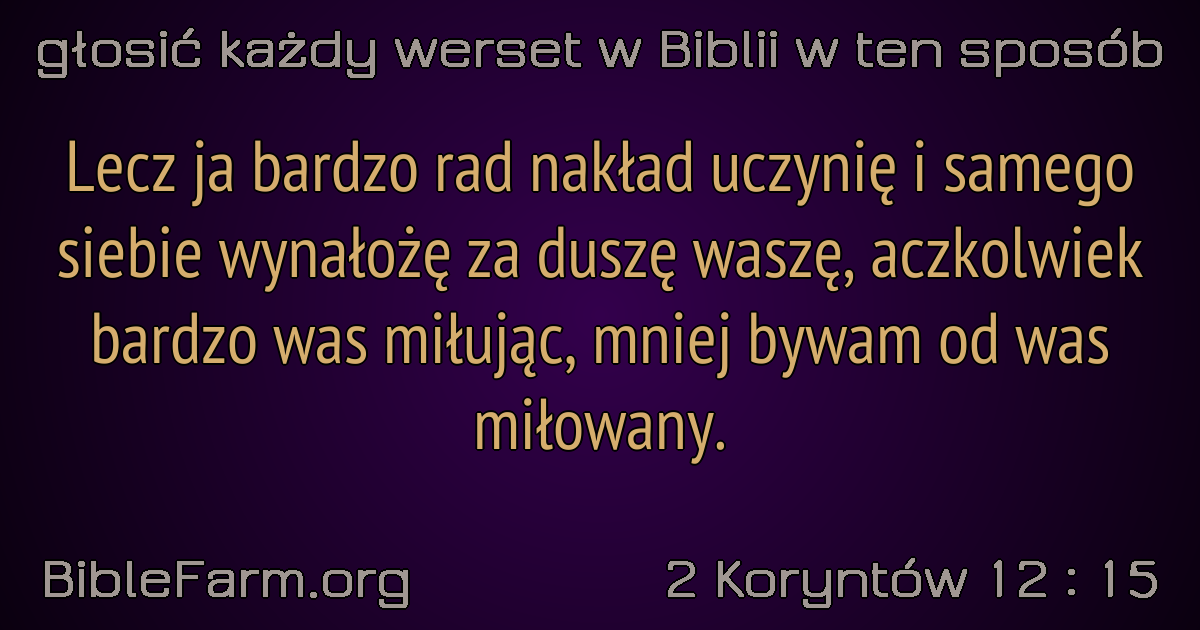 głosić każdy werset w Biblii w ten sposób
Lecz ja bardzo rad nakład uczynię i samego
siebie wynałożę za duszę waszę, aczkolwiek
bardzo was miłując, mniej bywam od was
miłowany.
BibleFarm.org
2 Koryntów 12 : 15